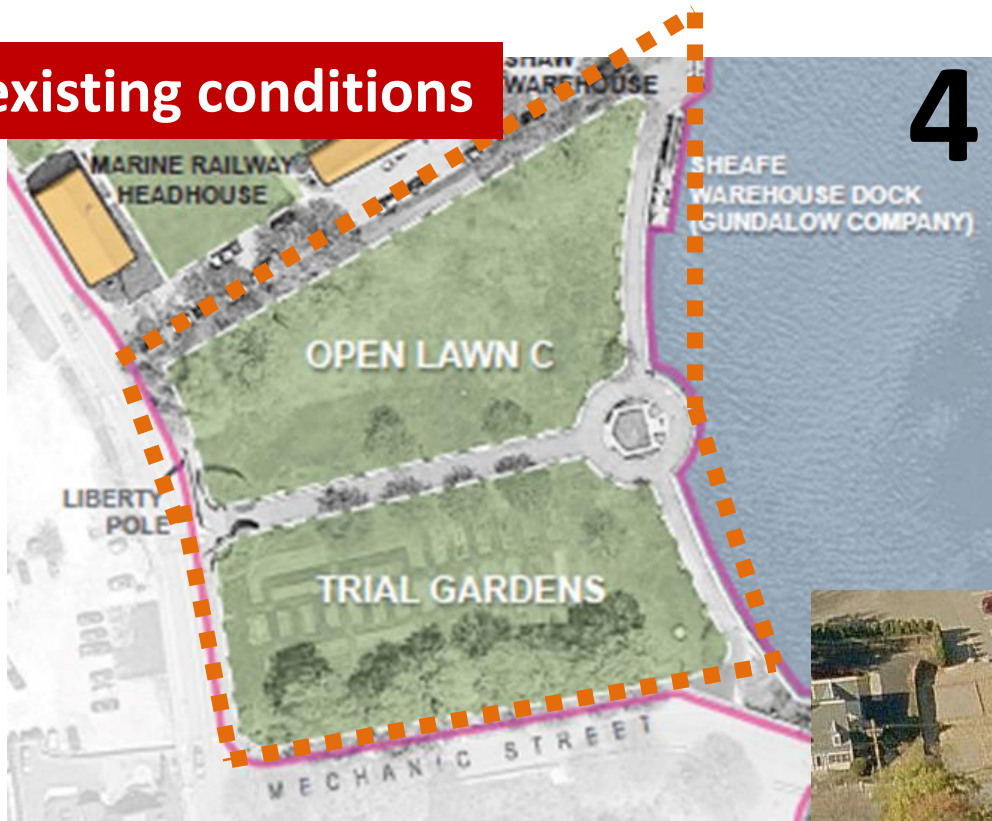 existing conditions
4
SHAW
WAREHOUSE
MARINE RAILWAY
HEADHOUSE
SHEAFE
WAREHOUSE DOCK
(GUNDALOW COMPANY)
OPEN LAWN C
LIBERTY
POLE
TRIAL GARDENS
MECHANIC STREET